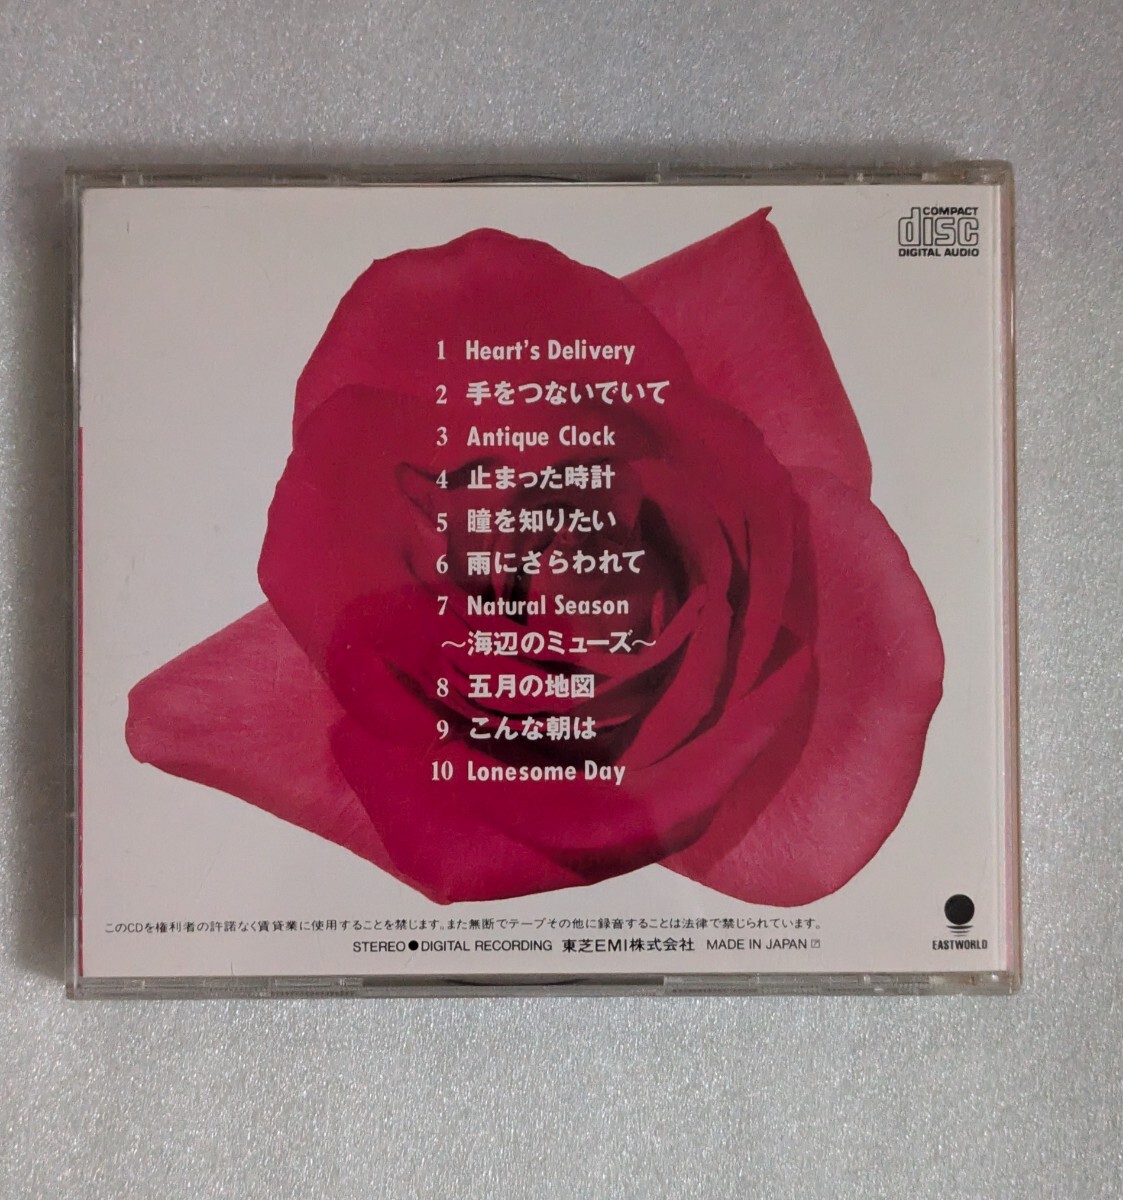 COMPACT
disc
DIGITAL AUDIO
1 Heart's Delivery
2 手をつないでいて
3 Antique Clock
4 止まった時計
5 瞳を知りたい
6 雨にさらわれて
7 Natural Season
〜海辺のミューズ〜
8 五月の地図
9 こんな朝は
10 Lonesome Day
このCDを権利者の許諾なく賃貸業に使用することを禁じます。また無断でテープその他に録音することは法律で禁じられています。
STEREO●DIGITAL RECORDING 東芝EMI株式会社 MADE IN JAPAN
EASTWORLD